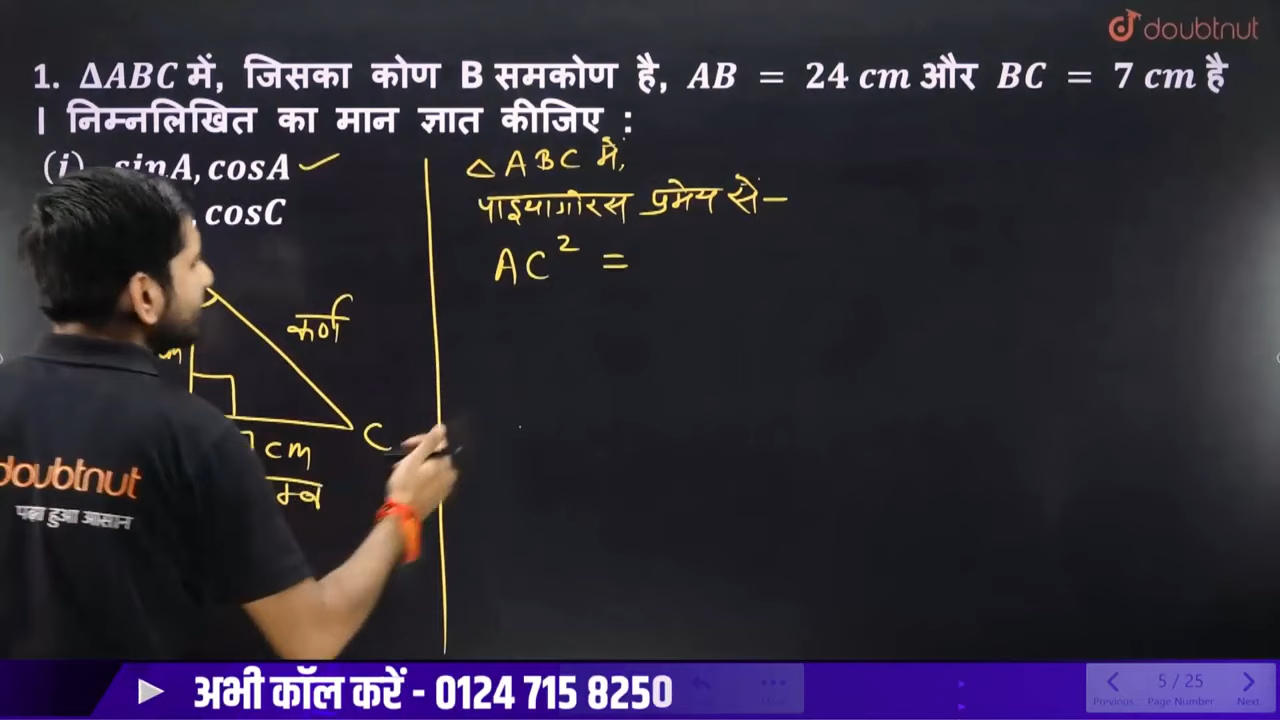 doubtnut
1. ΔABC में, जिसका कोण B समकोण है, AB = 24 cm और BC = 7 cm है
। निम्नलिखित का मान ज्ञात कीजिए :
(i) sinA, cosA
, cosC
Δ ABC में,
पाइथागोरस प्रमेय से–
AC² =
कर्ण
C
cm
doubtnut
पढ़ना हुआ आसान
अभी कॉल करें - 0124 715 8250
5 / 25
Previous Page Number Next